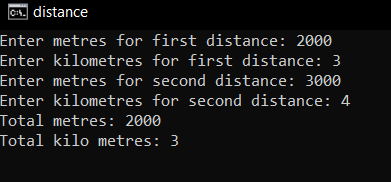 distance
Enter metres for first distance: 2000
Enter kilometres for first distance: 3
Enter metres for second distance: 3000
Enter kilometres for second distance: 4
Total metres: 2000
Total kilo metres: 3